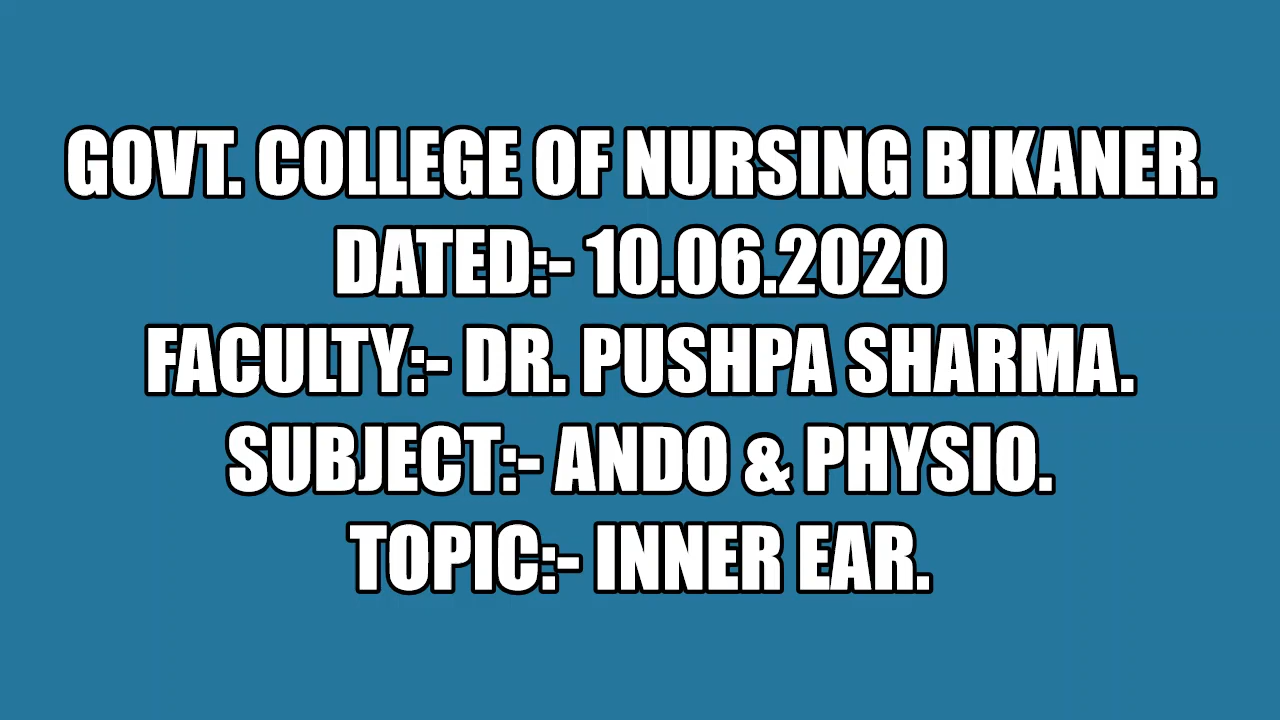 GOVT. COLLEGE OF NURSING BIKANER.
DATED:- 10.06.2020
FACULTY:- DR. PUSHPA SHARMA.
SUBJECT:- ANDO & PHYSIO.
TOPIC:- INNER EAR.